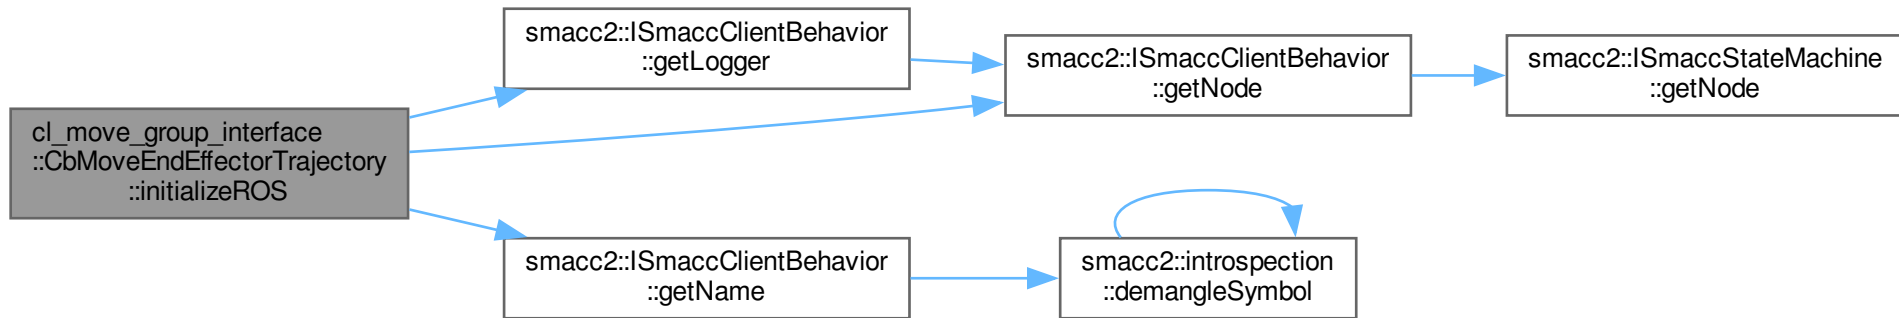 cl_move_group_interface
::CbMoveEndEffectorTrajectory
::initializeROS
smacc2::ISmaccClientBehavior
::getLogger
smacc2::ISmaccClientBehavior
::getNode
smacc2::ISmaccStateMachine
::getNode
smacc2::ISmaccClientBehavior
::getName
smacc2::introspection
::demangleSymbol